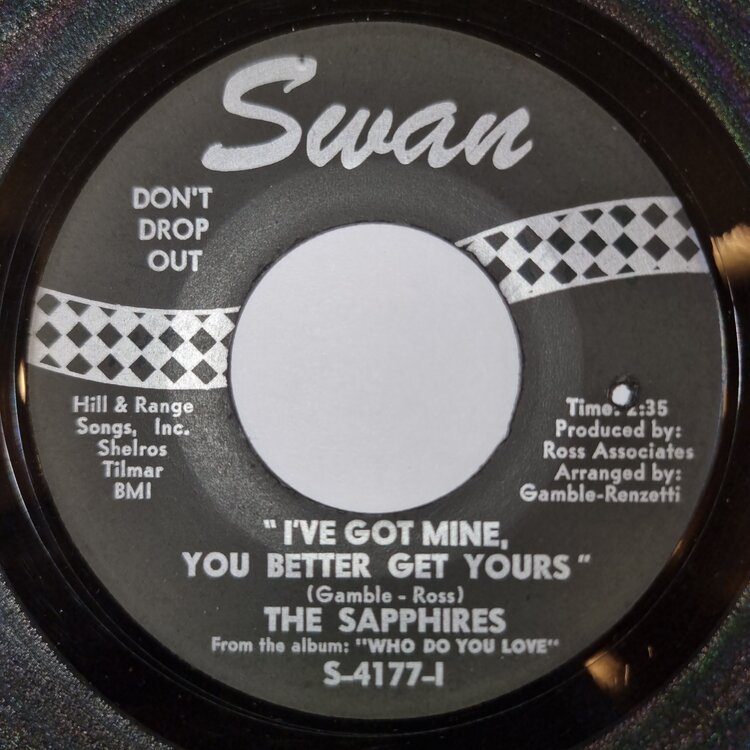 Swan
DON'T
DROP
OUT
Hill & Range
Songs, Inc.
Shelros
Tilmar
BMI
Time: :35
Produced by:
Ross Associates
Arranged by:
Gamble-Renzetti
"I'VE GOT MINE,
YOU BETTER GET YOURS"
(Gamble - Ross)
THE SAPPHIRES
From the album: "WHO DO YOU LOVE"
S-4177-I